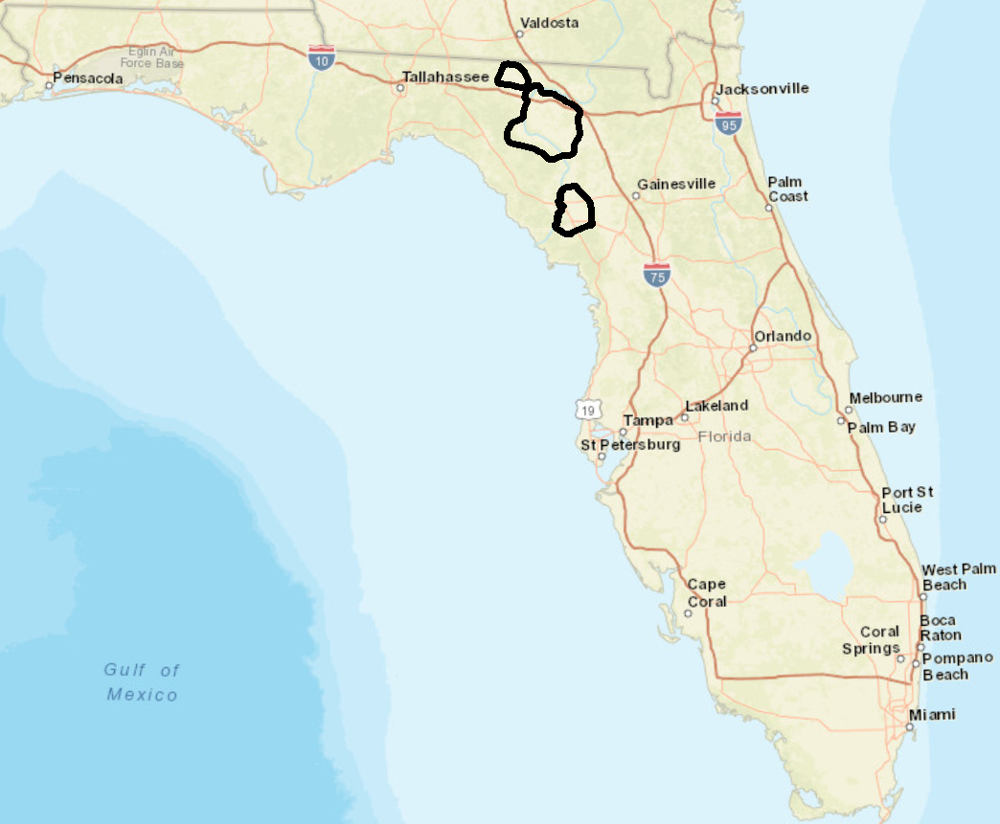 Valdosta
Eglin Air
Force Base
10
Pensacola
Tallahassee
Jacksonville
95
Palm
Coast
Gainesville
75
Orlando
19
Lakeland
Melbourne
Tampa
Palm Bay
Florida
St Petersburg
Port St
Lucie
West Palm
Beach
Cape
Coral
Boca
Raton
Coral
Springs
Pompano
Beach
Gulf of
Mexico
Miami